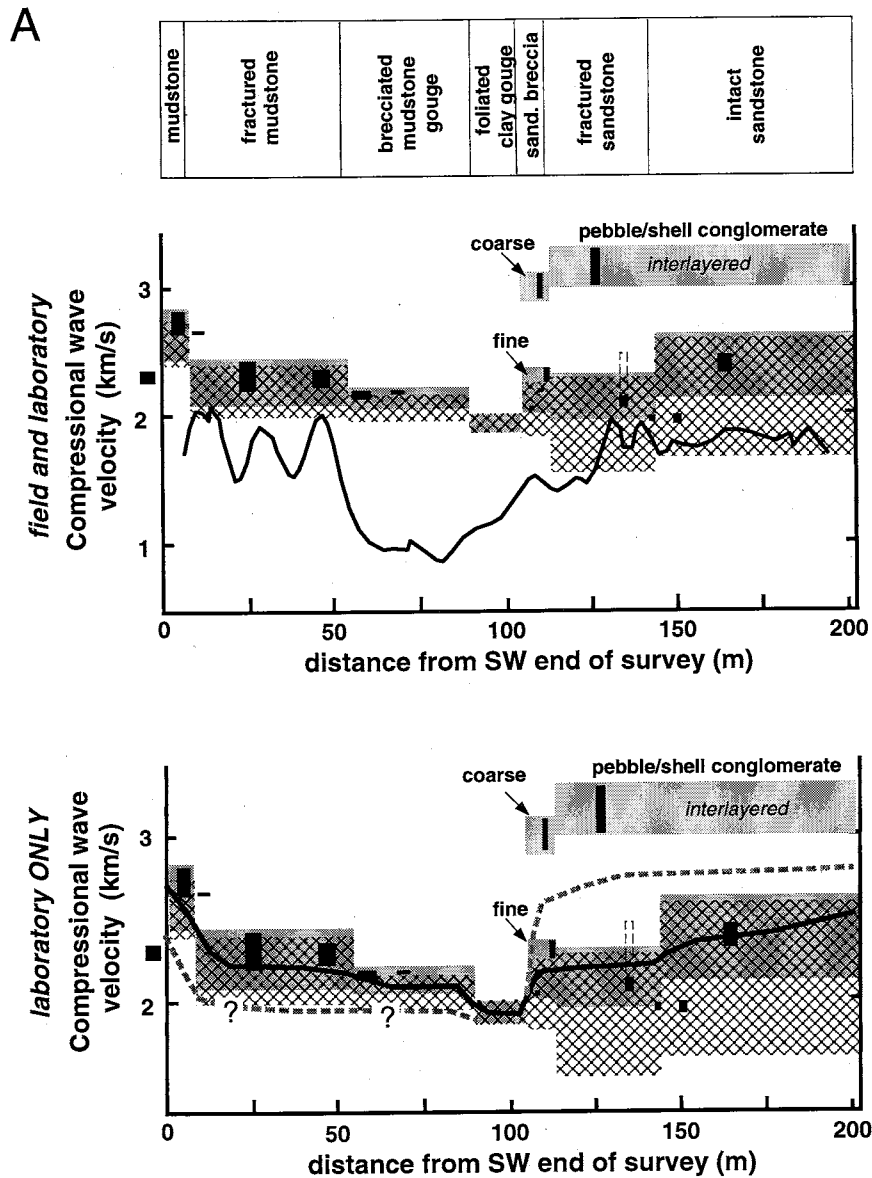 A
mudstone
fractured
mudstone
brecciated
mudstone
gouge
foliated
clay gouge
sand. breccia
fractured
sandstone
intact
sandstone
field and laboratory
Compressional wave
velocity (km/s)
pebble/shell conglomerate
coarse
interlayered
3
fine
2
1
0
50
100
150
200
distance from SW end of survey (m)
laboratory ONLY
Compressional wave
velocity (km/s)
pebble/shell conglomerate
coarse
interlayered
3
fine
2
?
?
0
50
100
150
200
distance from SW end of survey (m)